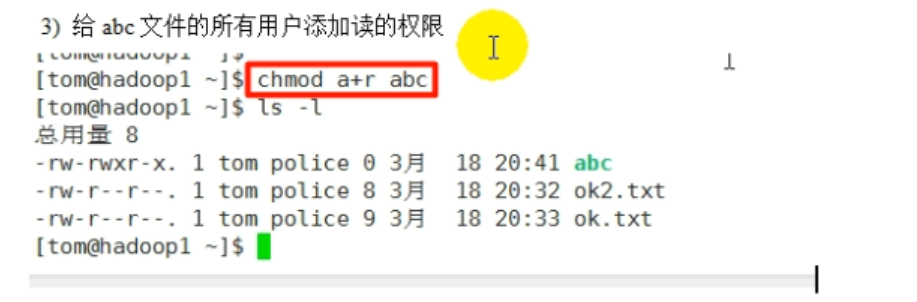 3) 给 abc 文件的所有用户添加读的权限
[tom@hadoop1 ~]$ chmod a+r abc
[tom@hadoop1 ~]$ ls -l
总用量 8
-rw-rwxr-x. 1 tom police 0 3月  18 20:41 abc
-rw-r--r--. 1 tom police 8 3月  18 20:32 ok2.txt
-rw-r--r--. 1 tom police 9 3月  18 20:33 ok.txt
[tom@hadoop1 ~]$